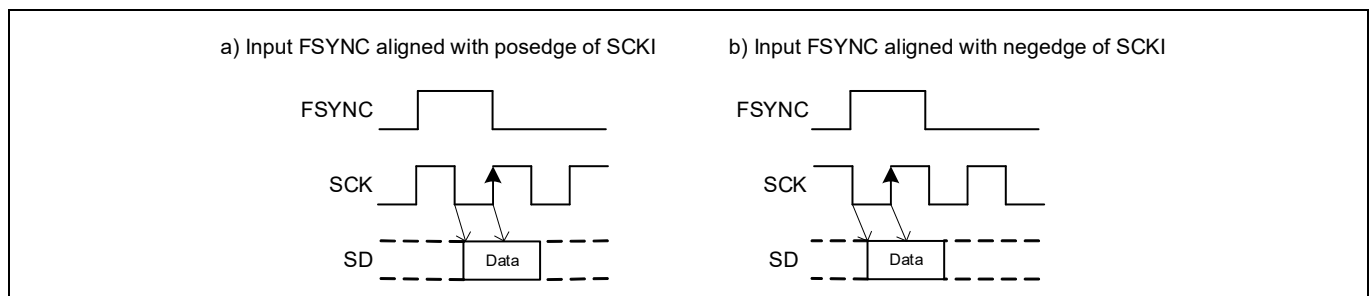 a) Input FSYNC aligned with posedge of SCKI
b) Input FSYNC aligned with negedge of SCKI
FSYNC
FSYNC
SCK
SCK
SD
Data
SD
Data